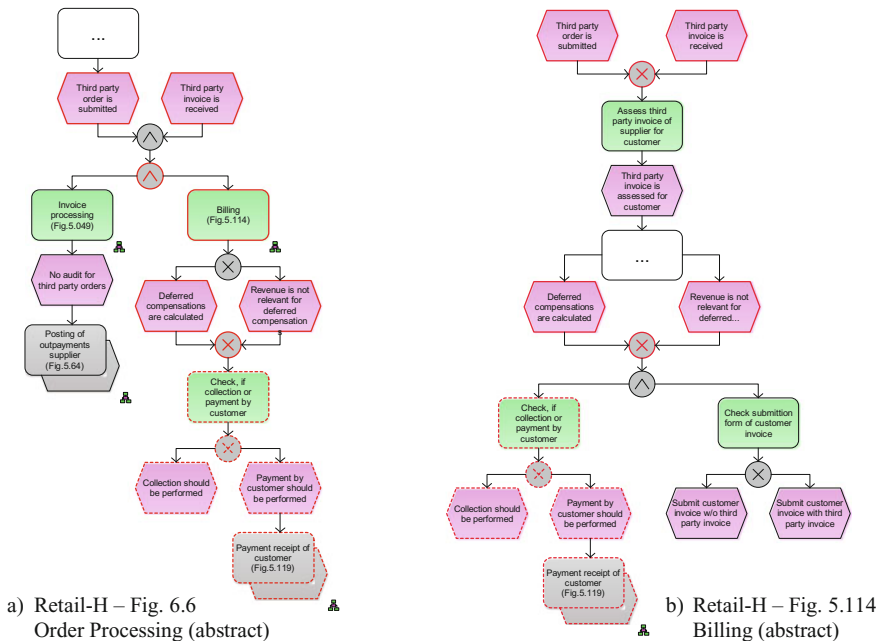 ...
Third party
order is
submitted
Third party
invoice is
received
Invoice
processing
(Fig.5.049)
Billing
(Fig.5.114)
No audit for
third party orders
Deferred
compensations
are calculated
Revenue is not
relevant for
deferred
compensation
s
Posting of
outpayments
supplier
(Fig.5.64)
Check, if
collection or
payment by
customer
Collection should
be performed
Payment by
customer should
be performed
Payment receipt of
customer
(Fig.5.119)
a) Retail-H – Fig. 6.6
Order Processing (abstract)
Third party
order is
submitted
Third party
invoice is
received
Assess third
party invoice of
supplier for
customer
Third party
invoice is
assessed for
customer
...
Deferred
compensations
are calculated
Revenue is not
relevant for
deferred...
Check, if
collection or
payment by
customer
Check submittion
form of customer
invoice
Collection should
be performed
Payment by
customer should
be performed
Submit customer
invoice w/o third
party invoice
Submit customer
invoice with third
party invoice
Payment receipt of
customer
(Fig.5.119)
b) Retail-H – Fig. 5.114
Billing (abstract)